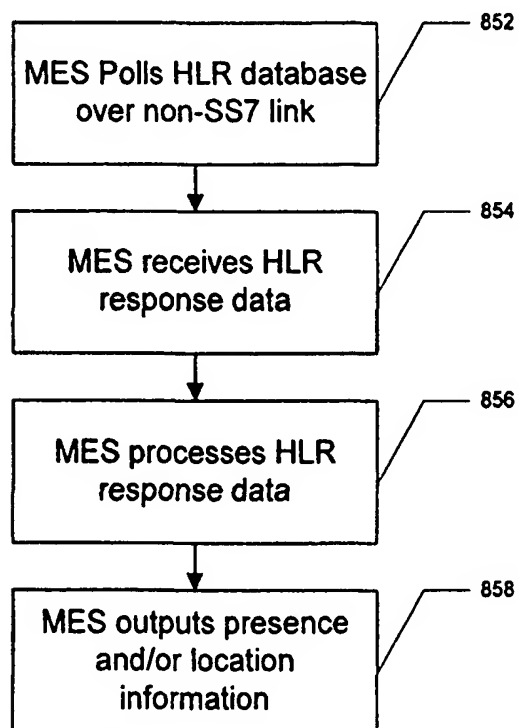 852
MES Polls HLR database
over non-SS7 link
854
MES receives HLR
response data
856
MES processes HLR
response data
858
MES outputs presence
and/or location
information